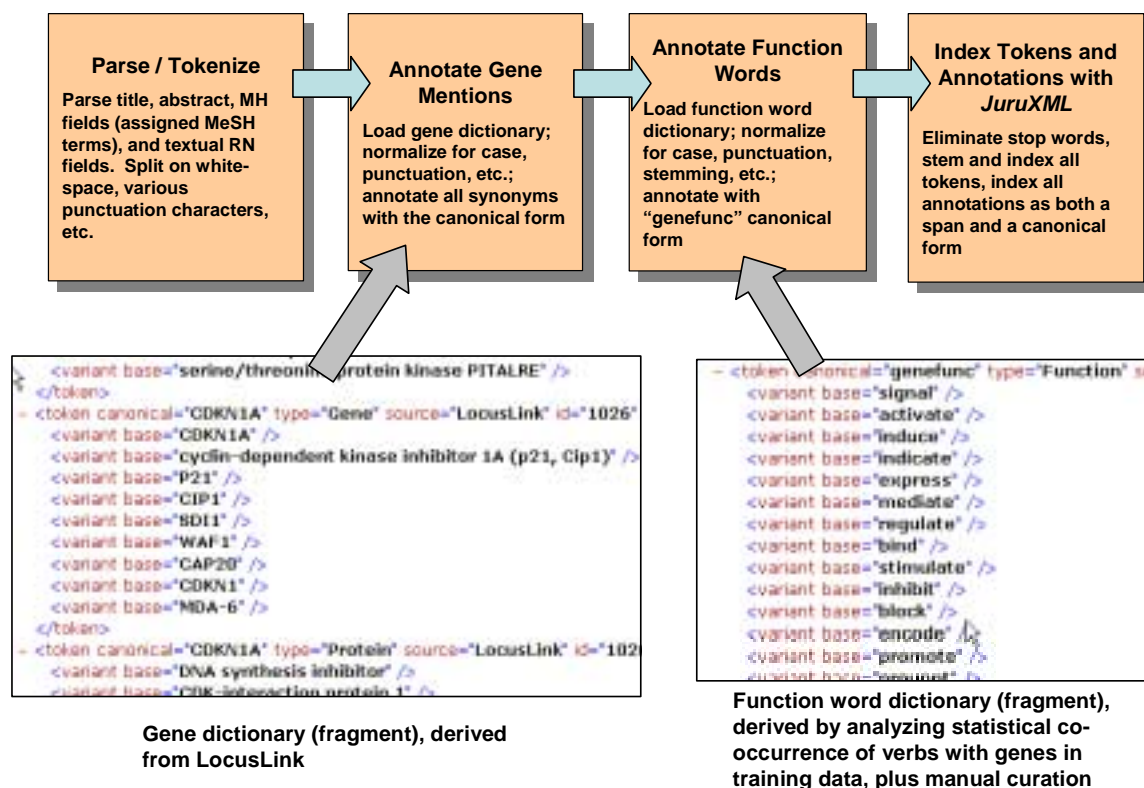 Parse / Tokenize
Parse title, abstract, MH
fields (assigned MeSH
terms), and textual RN
fields. Split on white-
space, various
punctuation characters,
etc.
Annotate Gene
Mentions
Load gene dictionary;
normalize for case,
punctuation, etc.;
annotate all synonyms
with the canonical form
Annotate Function
Words
Load function word
dictionary; normalize
for case, punctuation,
stemming, etc.;
annotate with
“genefunc” canonical
form
Index Tokens and
Annotations with
JuruXML
Eliminate stop words,
stem and index all
tokens, index all
annotations as both a
span and a canonical
form
<variant base="serine/threonine protein kinase PITALRE" />
</token>
- <token canonical="CDKN1A" type="Gene" source="LocusLink" id="1026"
<variant base="CDKN1A" />
<variant base="cyclin-dependent kinase inhibitor 1A (p21, Cip1)" />
<variant base="P21" />
<variant base="CIP1" />
<variant base="SDI1" />
<variant base="WAF1" />
<variant base="CAP20" />
<variant base="CDKN1" />
<variant base="MDA-6" />
</token>
- <token canonical="CDKN1A" type="Protein" source="LocusLink" id="102
<variant base="DNA synthesis inhibitor" />
<variant base="CDK-interaction protein 1" />
Gene dictionary (fragment), derived
from LocusLink
- <token canonical="genefunc" type="Function" s
<variant base="signal" />
<variant base="activate" />
<variant base="induce" />
<variant base="indicate" />
<variant base="express" />
<variant base="mediate" />
<variant base="regulate" />
<variant base="bind" />
<variant base="stimulate" />
<variant base="inhibit" />
<variant base="block" />
<variant base="encode" />
<variant base="promote" />
<variant base="prevent" />
Function word dictionary (fragment),
derived by analyzing statistical co-
occurrence of verbs with genes in
training data, plus manual curation